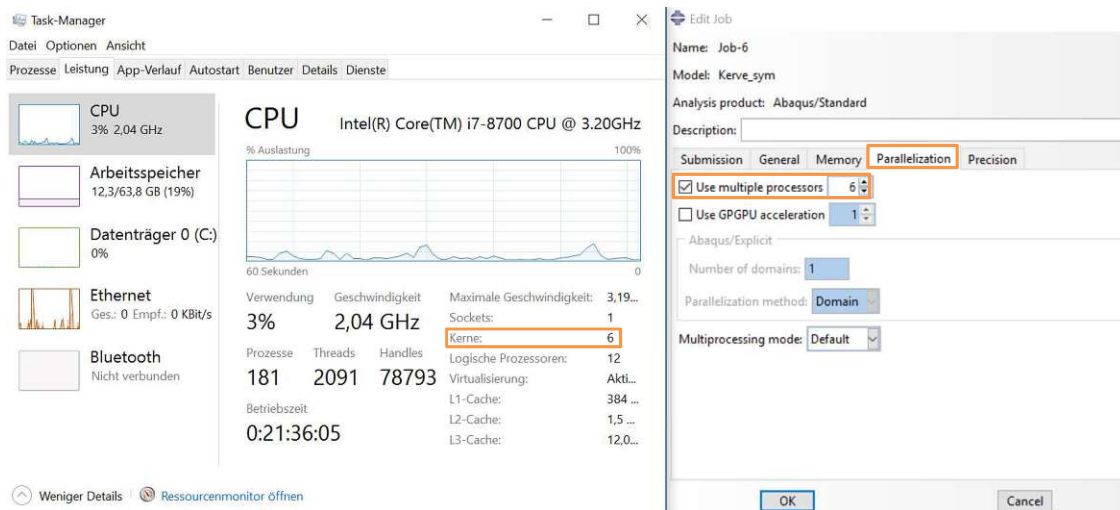 Task-Manager
Datei Optionen Ansicht
Prozesse Leistung App-Verlauf Autostart Benutzer Details Dienste
CPU
3% 2,04 GHz
Arbeitsspeicher
12,3/63,8 GB (19%)
Datenträger 0 (C:)
0%
Ethernet
Ges.: 0 Empf.: 0 KBit/s
Bluetooth
Nicht verbunden
CPU Intel(R) Core(TM) i7-8700 CPU @ 3.20GHz
% Auslastung 100%
60 Sekunden 0
Verwendung Geschwindigkeit
3% 2,04 GHz
Prozesse Threads Handles
181 2091 78793
Betriebszeit
0:21:36:05
Maximale Geschwindigkeit: 3,19...
Sockets: 1
Kerne: 6
Logische Prozessoren: 12
Virtualisierung: Akti...
L1-Cache: 384 ...
L2-Cache: 1,5 ...
L3-Cache: 12,0...
Weniger Details Ressourcenmonitor öffnen
Edit Job
Name: Job-6
Model: Kerve_sym
Analysis product: Abaqus/Standard
Description:
Submission General Memory Parallelization Precision
Use multiple processors 6
Use GPGPU acceleration 1
Abaqus/Explicit
Number of domains: 1
Parallelization method: Domain
Multiprocessing mode: Default
OK Cancel